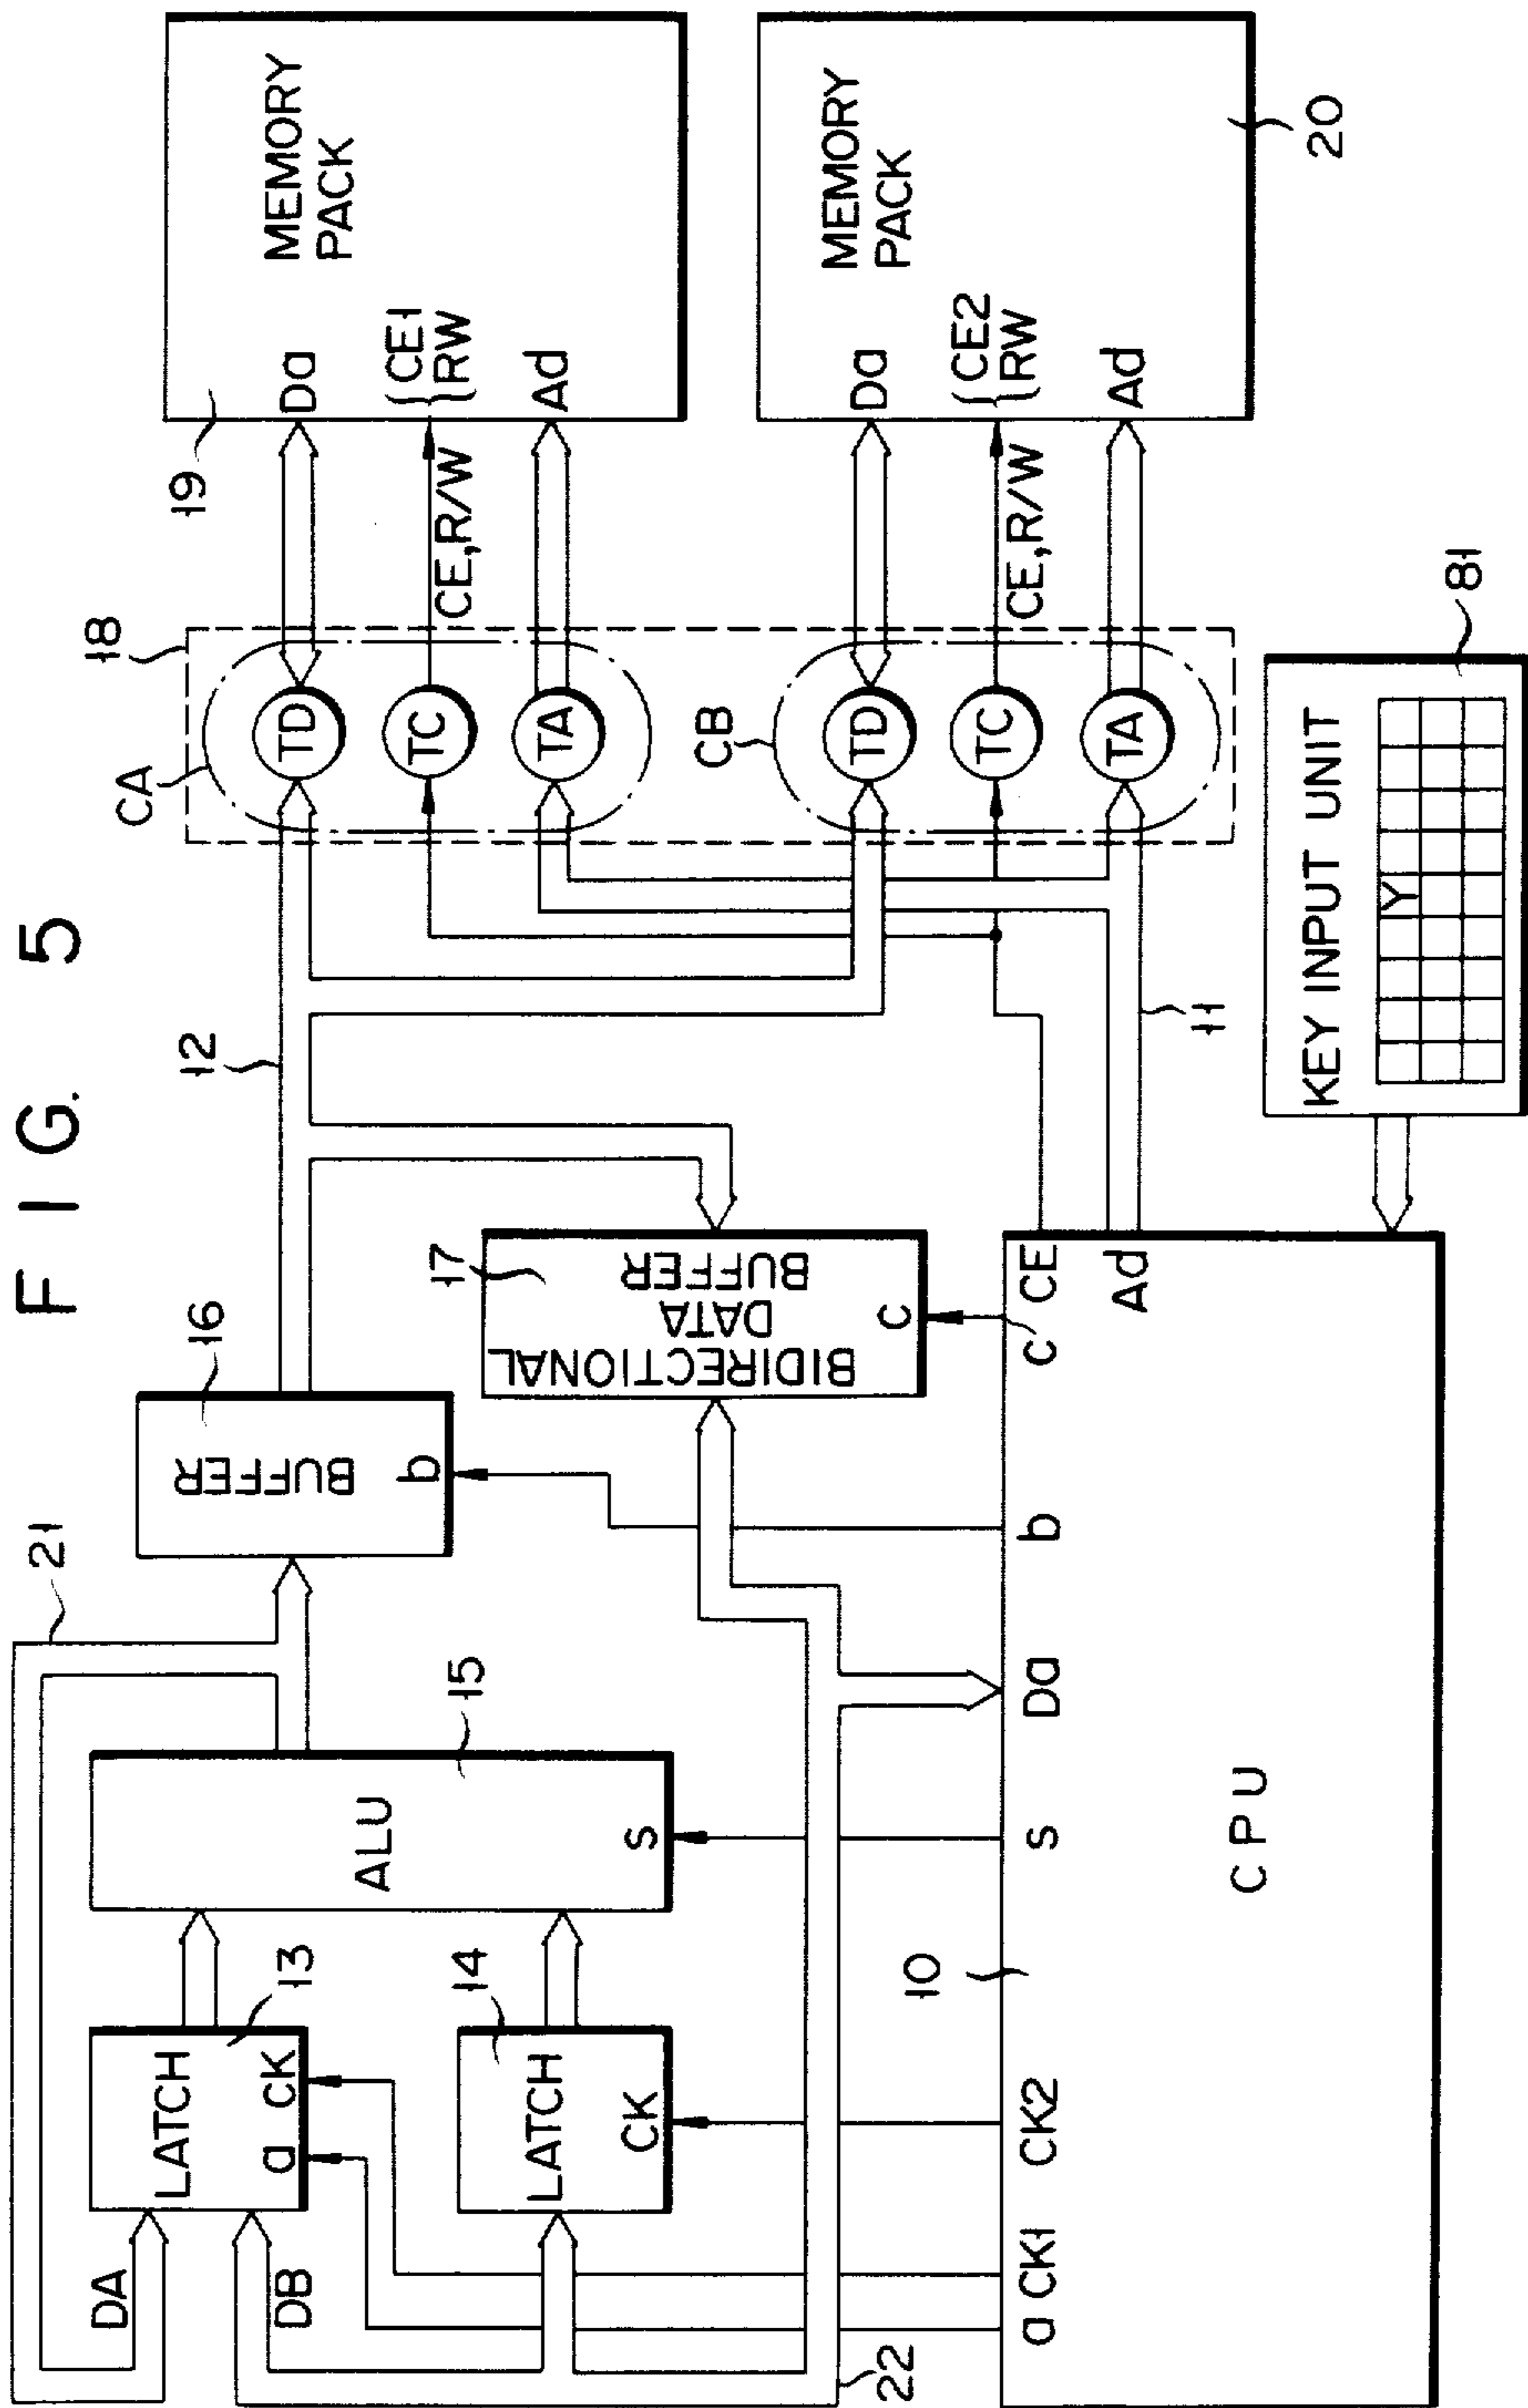 FIG. 5
21
12
18
19
DA
LATCH
a CK
13
DB
ALU
s
15
BUFFER
b
16
CA
TD
TC
TA
CE,R/W
Da
{CE1
{RW
Ad
MEMORY
PACK
14
LATCH
CK
BIDIRECTIONAL
DATA
BUFFER
c
17
CB
TD
TC
TA
CE,R/W
Da
{CE2
{RW
Ad
MEMORY
PACK
20
22
10
a CK1 CK2 s Da b c CE
Ad
CPU
11
KEY INPUT UNIT
Y
81